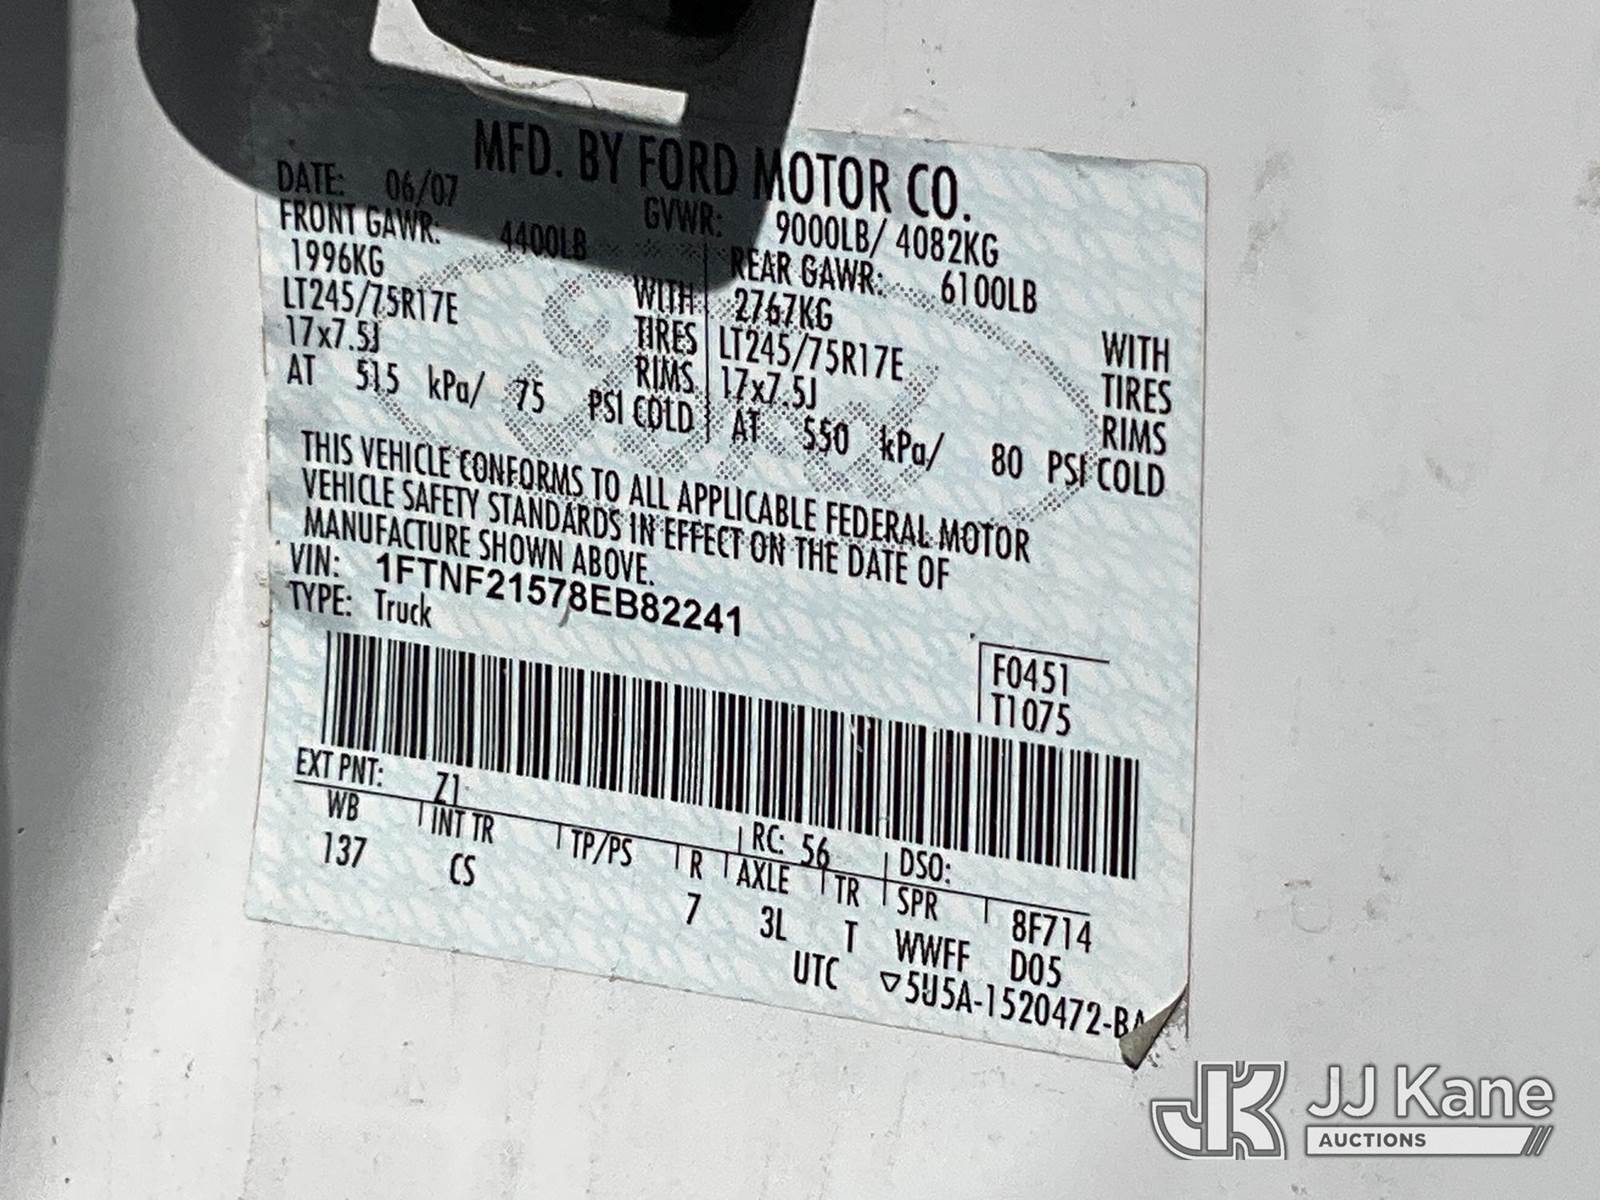 MFD. BY FORD MOTOR CO.
DATE: 06/07 GVWR: 9000LB/ 4082KG
FRONT GAWR: 4400LB REAR GAWR: 6100LB
1996KG WITH 2767KG WITH
LT245/75R17E TIRES LT245/75R17E TIRES
17x7.5J RIMS 17x7.5J RIMS
AT 515 kPa/ 75 PSI COLD AT 550 kPa/ 80 PSI COLD
THIS VEHICLE CONFORMS TO ALL APPLICABLE FEDERAL MOTOR
VEHICLE SAFETY STANDARDS IN EFFECT ON THE DATE OF
MANUFACTURE SHOWN ABOVE.
VIN: 1FTNF21578EB82241
TYPE: Truck
F0451
T1075
EXT PNT: Z1 RC: 56 DSO:
WB INT TR TP/PS R AXLE TR SPR 8F714
137 CS 7 3L T WWFF D05
UTC ▽5U5A-1520472-BA
JJ Kane
AUCTIONS